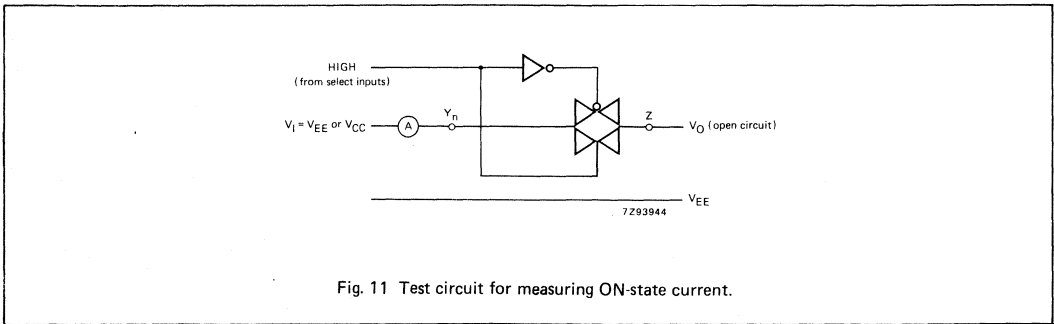 HIGH
(from select inputs)
V_I = V_EE or V_CC
A
Y_n
Z
V_O (open circuit)
V_EE
7Z93944
Fig. 11 Test circuit for measuring ON-state current.